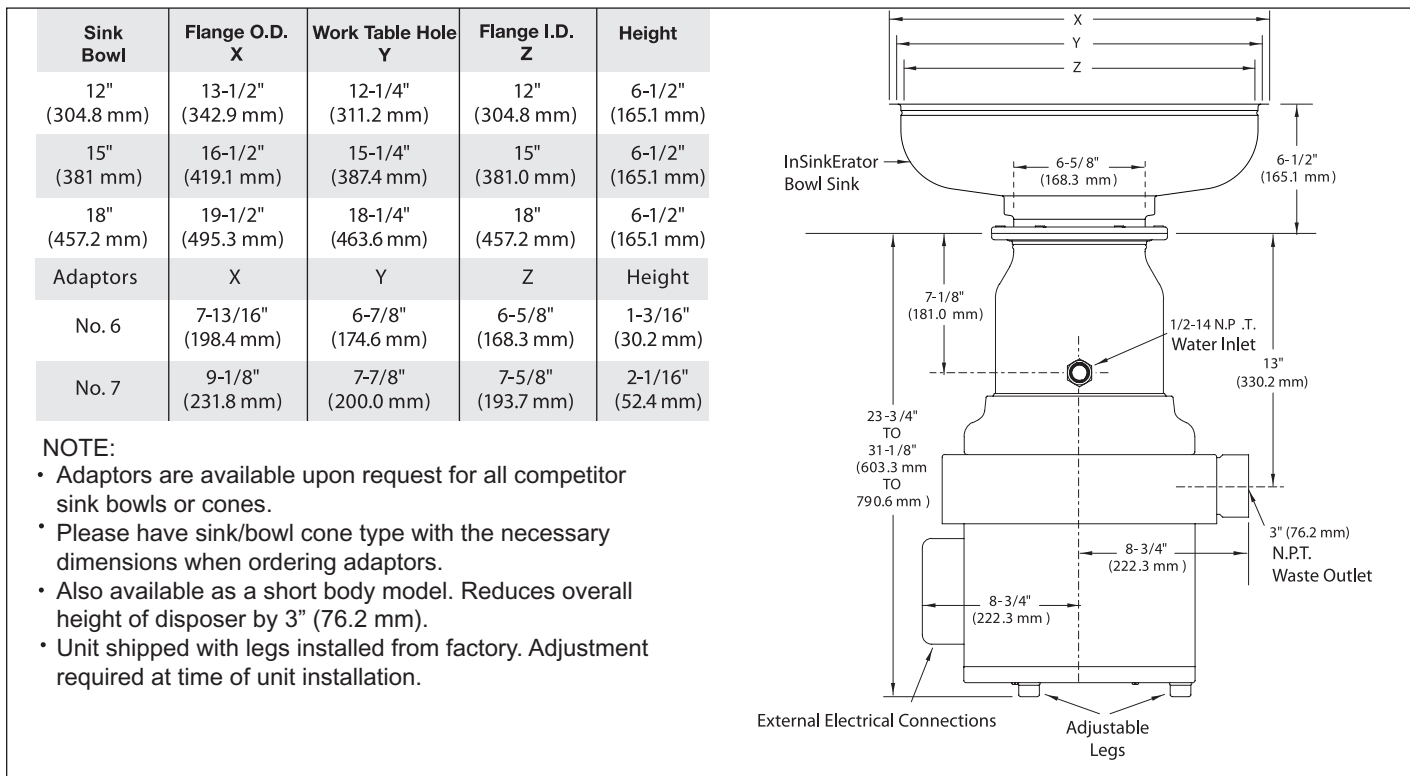 Sink Bowl Flange O.D. X Work Table Hole Y Flange I.D. Z Height
12" 13-1/2" 12-1/4" 12" 6-1/2"
(304.8 mm) (342.9 mm) (311.2 mm) (304.8 mm) (165.1 mm)
15" 16-1/2" 15-1/4" 15" 6-1/2"
(381 mm) (419.1 mm) (387.4 mm) (381.0 mm) (165.1 mm)
18" 19-1/2" 18-1/4" 18" 6-1/2"
(457.2 mm) (495.3 mm) (463.6 mm) (457.2 mm) (165.1 mm)
Adaptors X Y Z Height
No. 6 7-13/16" 6-7/8" 6-5/8" 1-3/16"
(198.4 mm) (174.6 mm) (168.3 mm) (30.2 mm)
No. 7 9-1/8" 7-7/8" 7-5/8" 2-1/16"
(231.8 mm) (200.0 mm) (193.7 mm) (52.4 mm)
NOTE:
• Adaptors are available upon request for all competitor
sink bowls or cones.
• Please have sink/bowl cone type with the necessary
dimensions when ordering adaptors.
• Also available as a short body model. Reduces overall
height of disposer by 3” (76.2 mm).
• Unit shipped with legs installed from factory. Adjustment
required at time of unit installation.
X
Y
Z
InSinkErator
Bowl Sink
6-5/8"
(168.3 mm)
6-1/2"
(165.1 mm)
7-1/8"
(181.0 mm)
1/2-14 N.P .T.
Water Inlet
13"
(330.2 mm)
23-3/4"
TO
31-1/8"
(603.3 mm
TO
790.6 mm )
3" (76.2 mm)
N.P.T.
Waste Outlet
8-3/4"
(222.3 mm )
8-3/4"
(222.3 mm )
External Electrical Connections
Adjustable
Legs